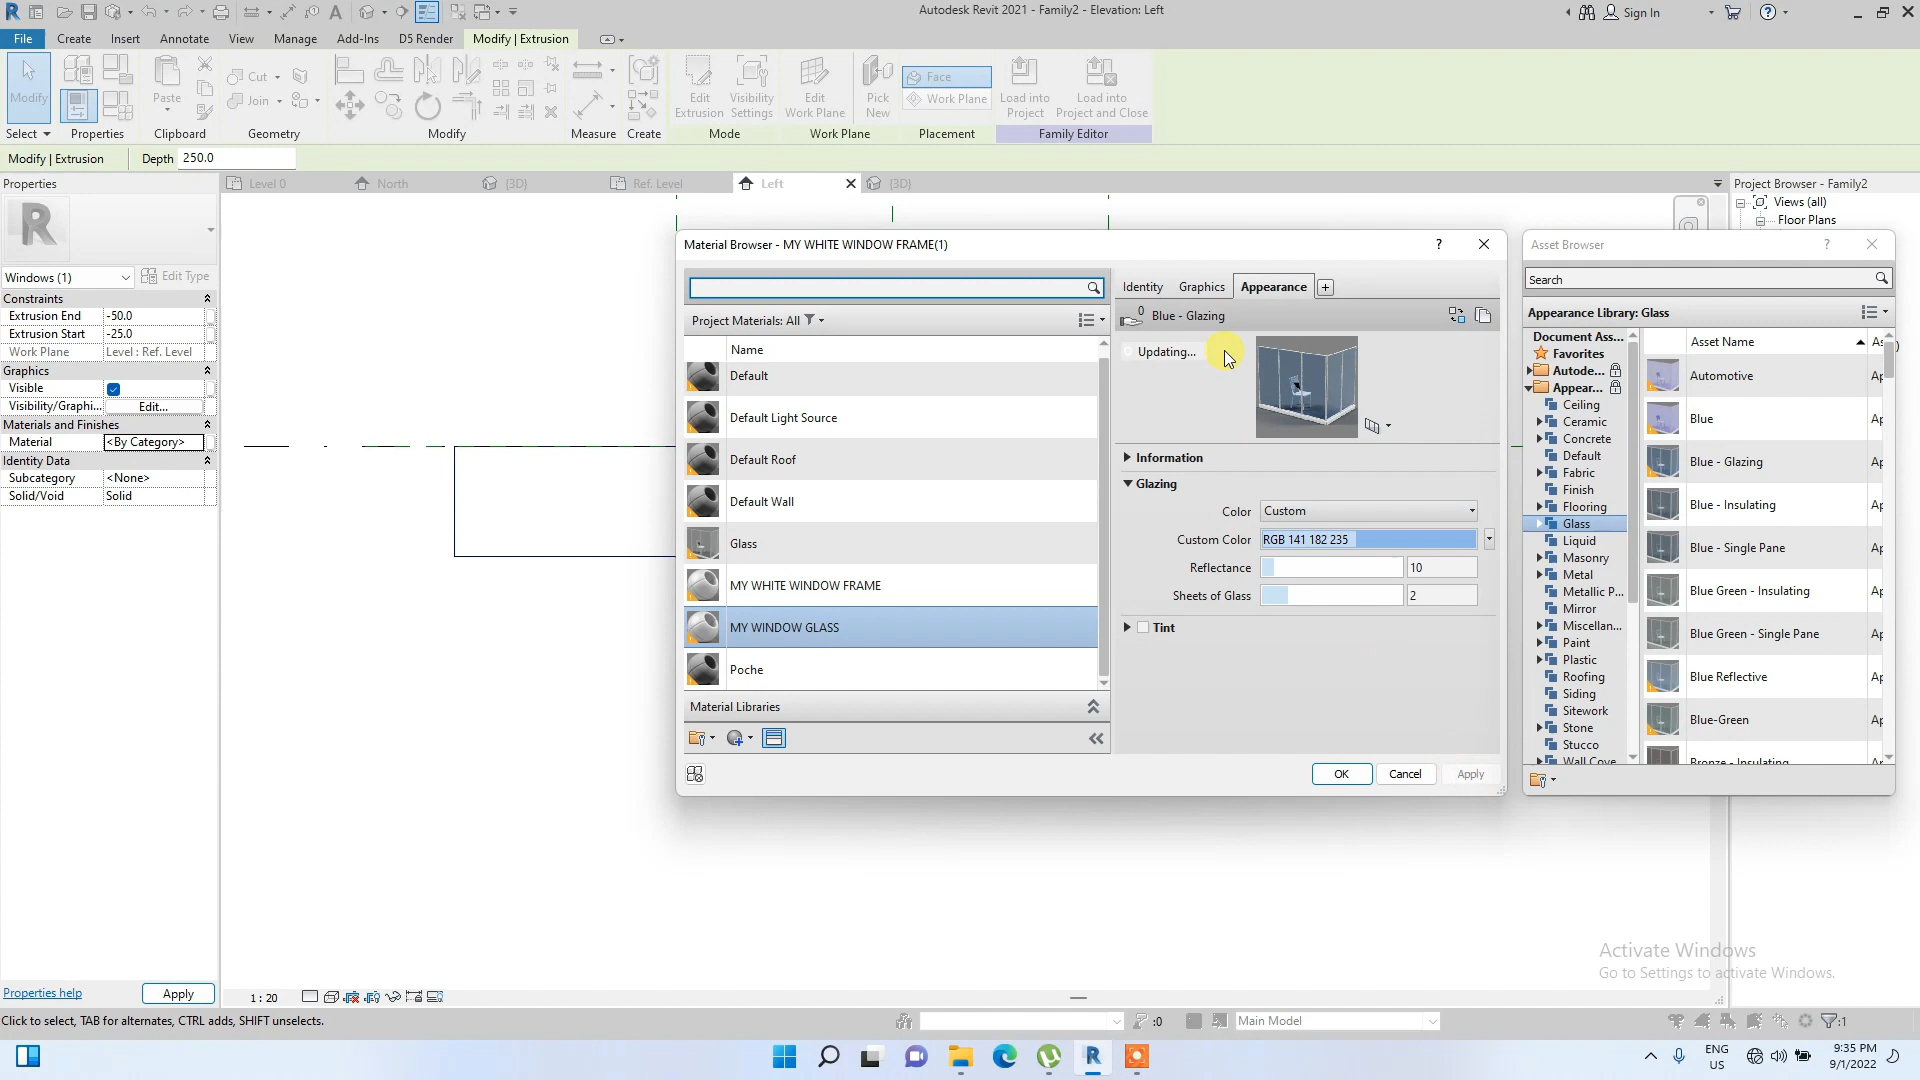 Autodesk Revit 2021 - Family2 - Elevation: Left
Sign In
File Create Insert Annotate View Manage Add-Ins D5 Render Modify | Extrusion
Modify
Paste
Cut
Join
Edit Extrusion
Visibility Settings
Edit Work Plane
Pick New
Face
Work Plane
Load into Project
Load into Project and Close
Select Properties Clipboard Geometry Modify Measure Create Mode Work Plane Placement Family Editor
Modify | Extrusion Depth 250.0
Properties
Level 0 North {3D} Ref. Level Left {3D}
Project Browser - Family2
Views (all)
Floor Plans
Windows (1) Edit Type
Constraints
Extrusion End -50.0
Extrusion Start -25.0
Work Plane Level : Ref. Level
Graphics
Visible
Visibility/Graphi... Edit...
Materials and Finishes
Material <By Category>
Identity Data
Subcategory <None>
Solid/Void Solid
Properties help Apply
Material Browser - MY WHITE WINDOW FRAME(1)
Project Materials: All
Name
Default
Default Light Source
Default Roof
Default Wall
Glass
MY WHITE WINDOW FRAME
MY WINDOW GLASS
Poche
Material Libraries
Identity Graphics Appearance
0 Blue - Glazing
Updating...
Information
Glazing
Color Custom
Custom Color RGB 141 182 235
Reflectance 10
Sheets of Glass 2
Tint
OK Cancel Apply
Asset Browser
Search
Appearance Library: Glass
Document Ass...
Favorites
Autode...
Appear...
Ceiling
Ceramic
Concrete
Default
Fabric
Finish
Flooring
Glass
Liquid
Masonry
Metal
Metallic P...
Mirror
Miscellan...
Paint
Plastic
Roofing
Siding
Sitework
Stone
Stucco
Wall Cove
Asset Name As
Automotive Ap
Blue Ap
Blue - Glazing Ap
Blue - Insulating Ap
Blue - Single Pane Ap
Blue Green - Insulating Ap
Blue Green - Single Pane Ap
Blue Reflective Ap
Blue-Green Ap
Bronze - Insulating
Activate Windows
Go to Settings to activate Windows.
1 : 20
Click to select, TAB for alternates, CTRL adds, SHIFT unselects.
:0
Main Model
:1
ENG
US
9:35 PM
9/1/2022